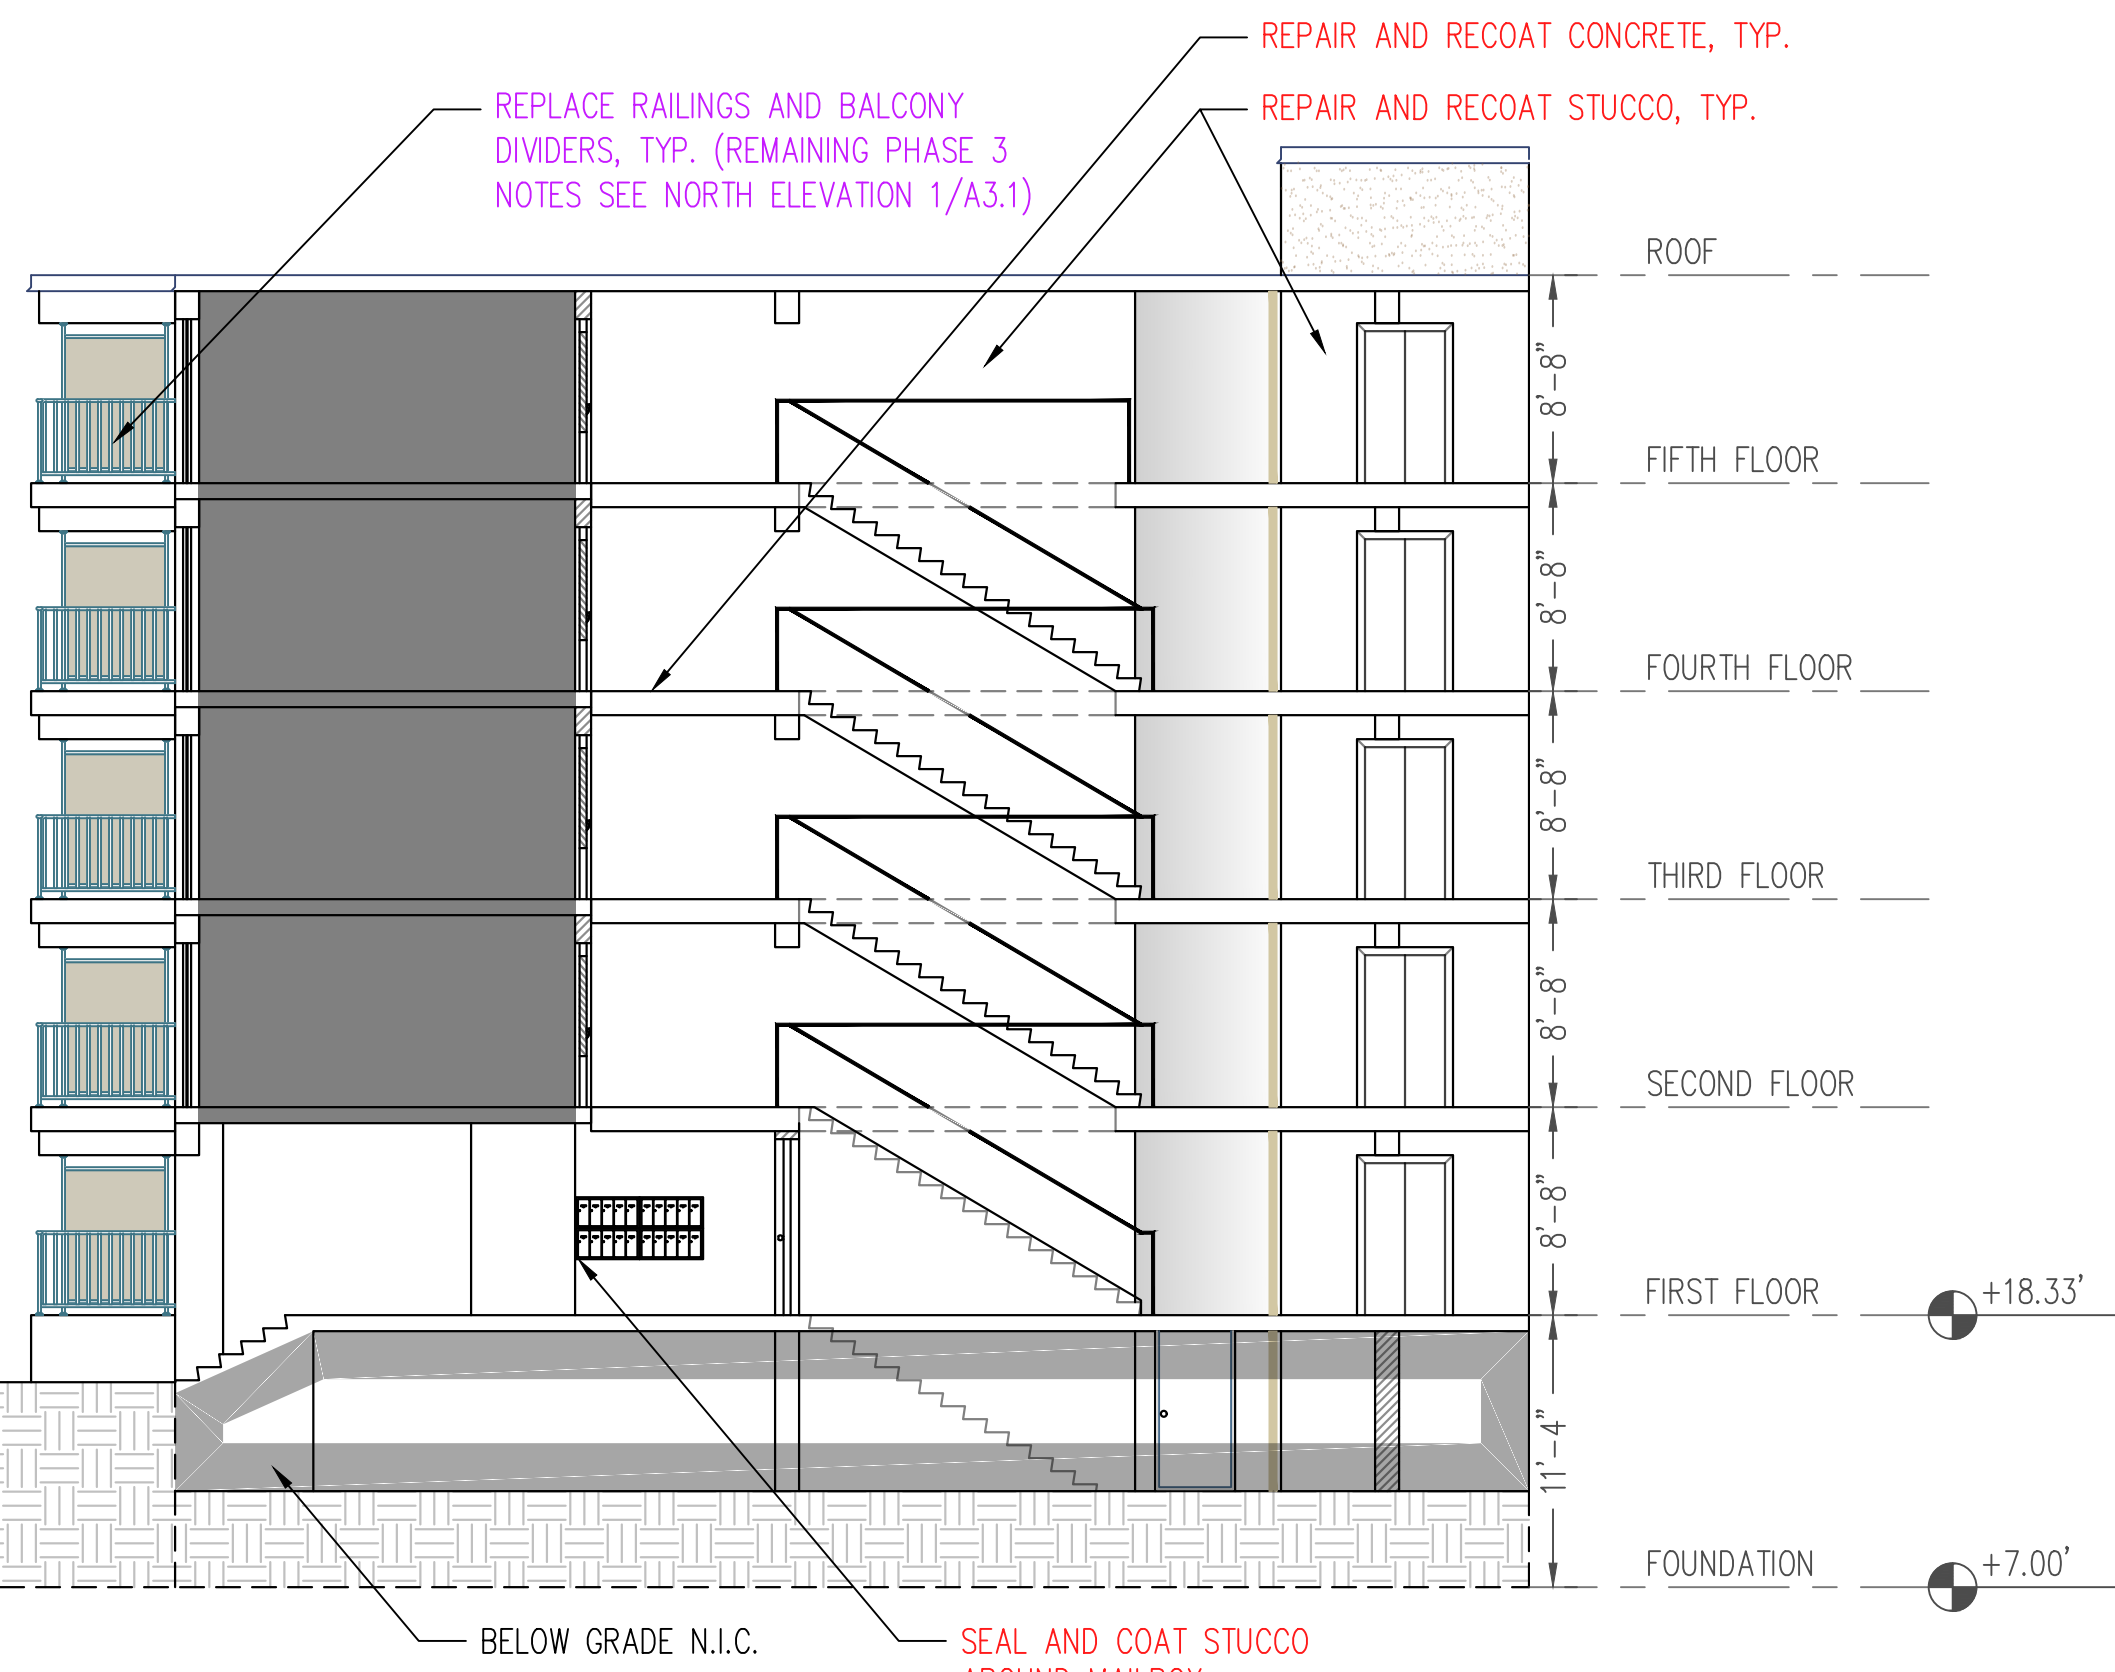 REPAIR AND RECOAT CONCRETE, TYP.
REPAIR AND RECOAT STUCCO, TYP.
REPLACE RAILINGS AND BALCONY
DIVIDERS, TYP. (REMAINING PHASE 3
NOTES SEE NORTH ELEVATION 1/A3.1)
ROOF
8'-8"
FIFTH FLOOR
8'-8"
FOURTH FLOOR
8'-8"
THIRD FLOOR
8'-8"
SECOND FLOOR
8'-8"
FIRST FLOOR
+18.33'
11'-4"
FOUNDATION
+7.00'
BELOW GRADE N.I.C.
SEAL AND COAT STUCCO
AROUND MAILBOX